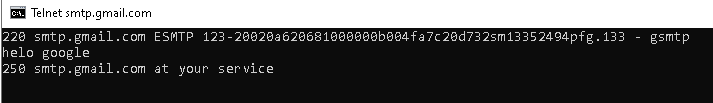 Telnet smtp.gmail.com
220 smtp.gmail.com ESMTP 123-20020a620681000000b004fa7c20d732sm13352494pfg.133 - gsmtp
helo google
250 smtp.gmail.com at your service